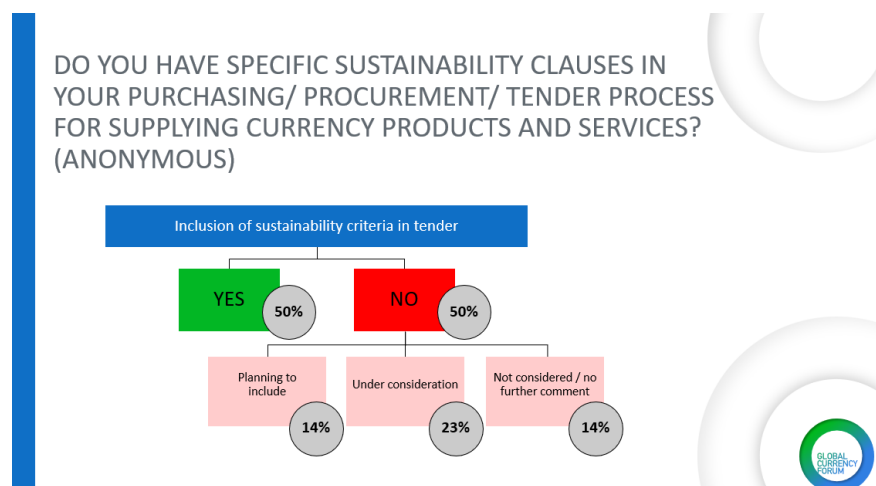 DO YOU HAVE SPECIFIC SUSTAINABILITY CLAUSES IN
YOUR PURCHASING/ PROCUREMENT/ TENDER PROCESS
FOR SUPPLYING CURRENCY PRODUCTS AND SERVICES?
(ANONYMOUS)
Inclusion of sustainability criteria in tender
YES
50%
NO
50%
Planning to
include
14%
Under consideration
23%
Not considered / no
further comment
14%
GLOBAL
CURRENCY
FORUM